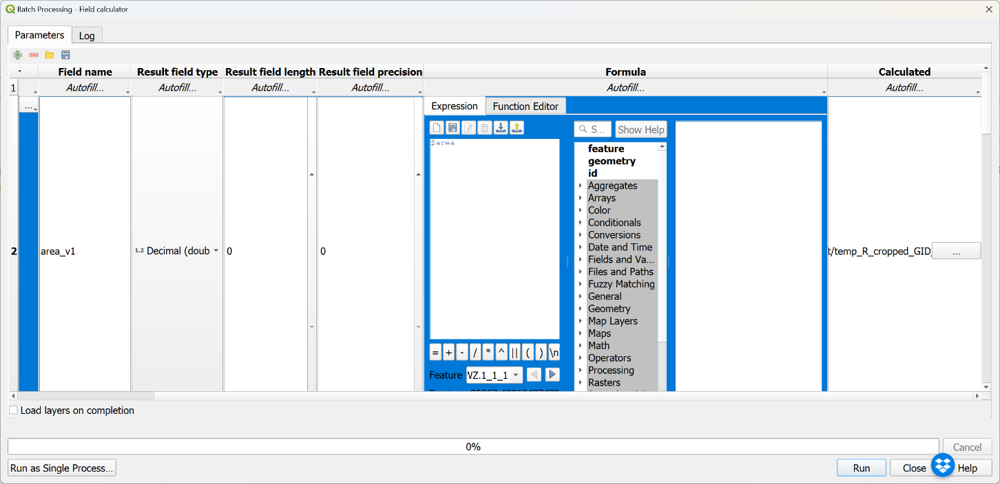 Batch Processing - Field calculator
Parameters
Log
Field name
Result field type
Result field length
Result field precision
Formula
Calculated
1
Autofill...
Autofill...
Autofill...
Autofill...
Autofill...
Autofill...
...
Expression
Function Editor
S...
Show Help
$area
feature
geometry
id
Aggregates
Arrays
Color
Conditionals
Conversions
Date and Time
Fields and Va...
Files and Paths
Fuzzy Matching
General
Geometry
Map Layers
Maps
Math
Operators
Processing
Rasters
2
area_v1
1.2 Decimal (doub
0
0
t/temp_R_cropped_GID_
...
= + - / * ^ || ( ) \n
Feature
VZ.1_1_1
Load layers on completion
0%
Cancel
Run as Single Process...
Run
Close
Help